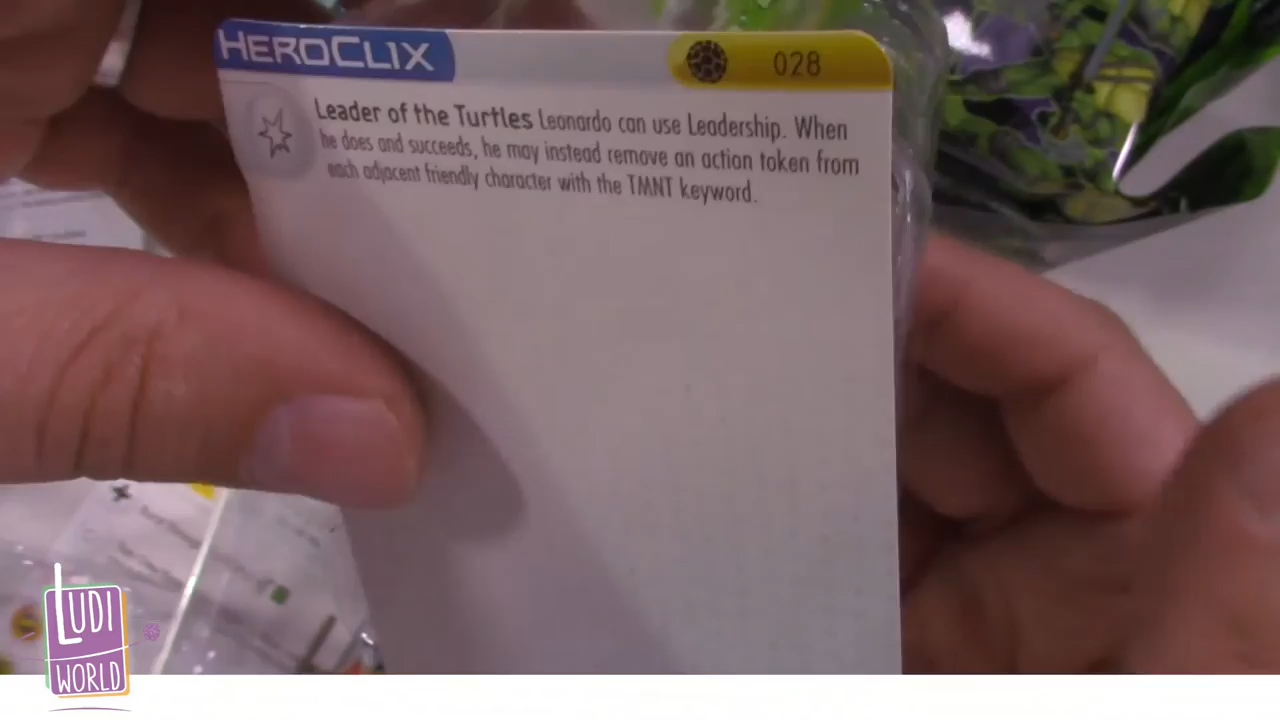 HEROCLIX
028
Leader of the Turtles Leonardo can use Leadership. When
he does and succeeds, he may instead remove an action token from
each adjacent friendly character with the TMNT keyword.
LUDI
WORLD